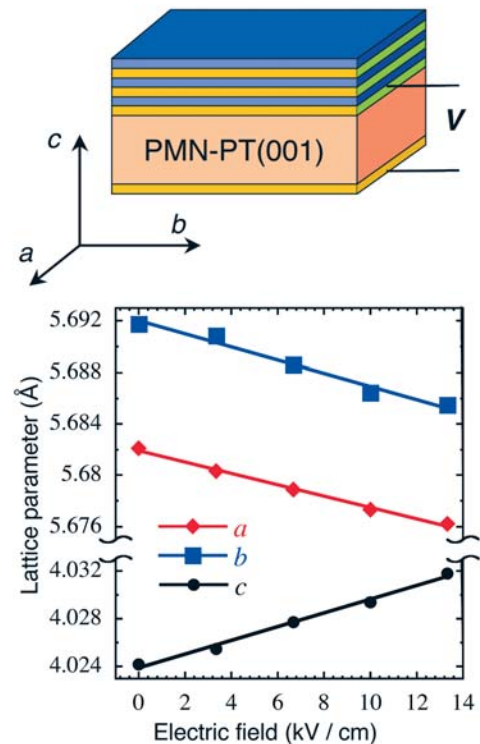 c
PMN-PT(001)
V
b
a
Lattice parameter (Å)
5.692
5.688
5.684
5.68
5.676
4.032
4.028
4.024
a
b
c
0 2 4 6 8 10 12 14
Electric field (kV / cm)